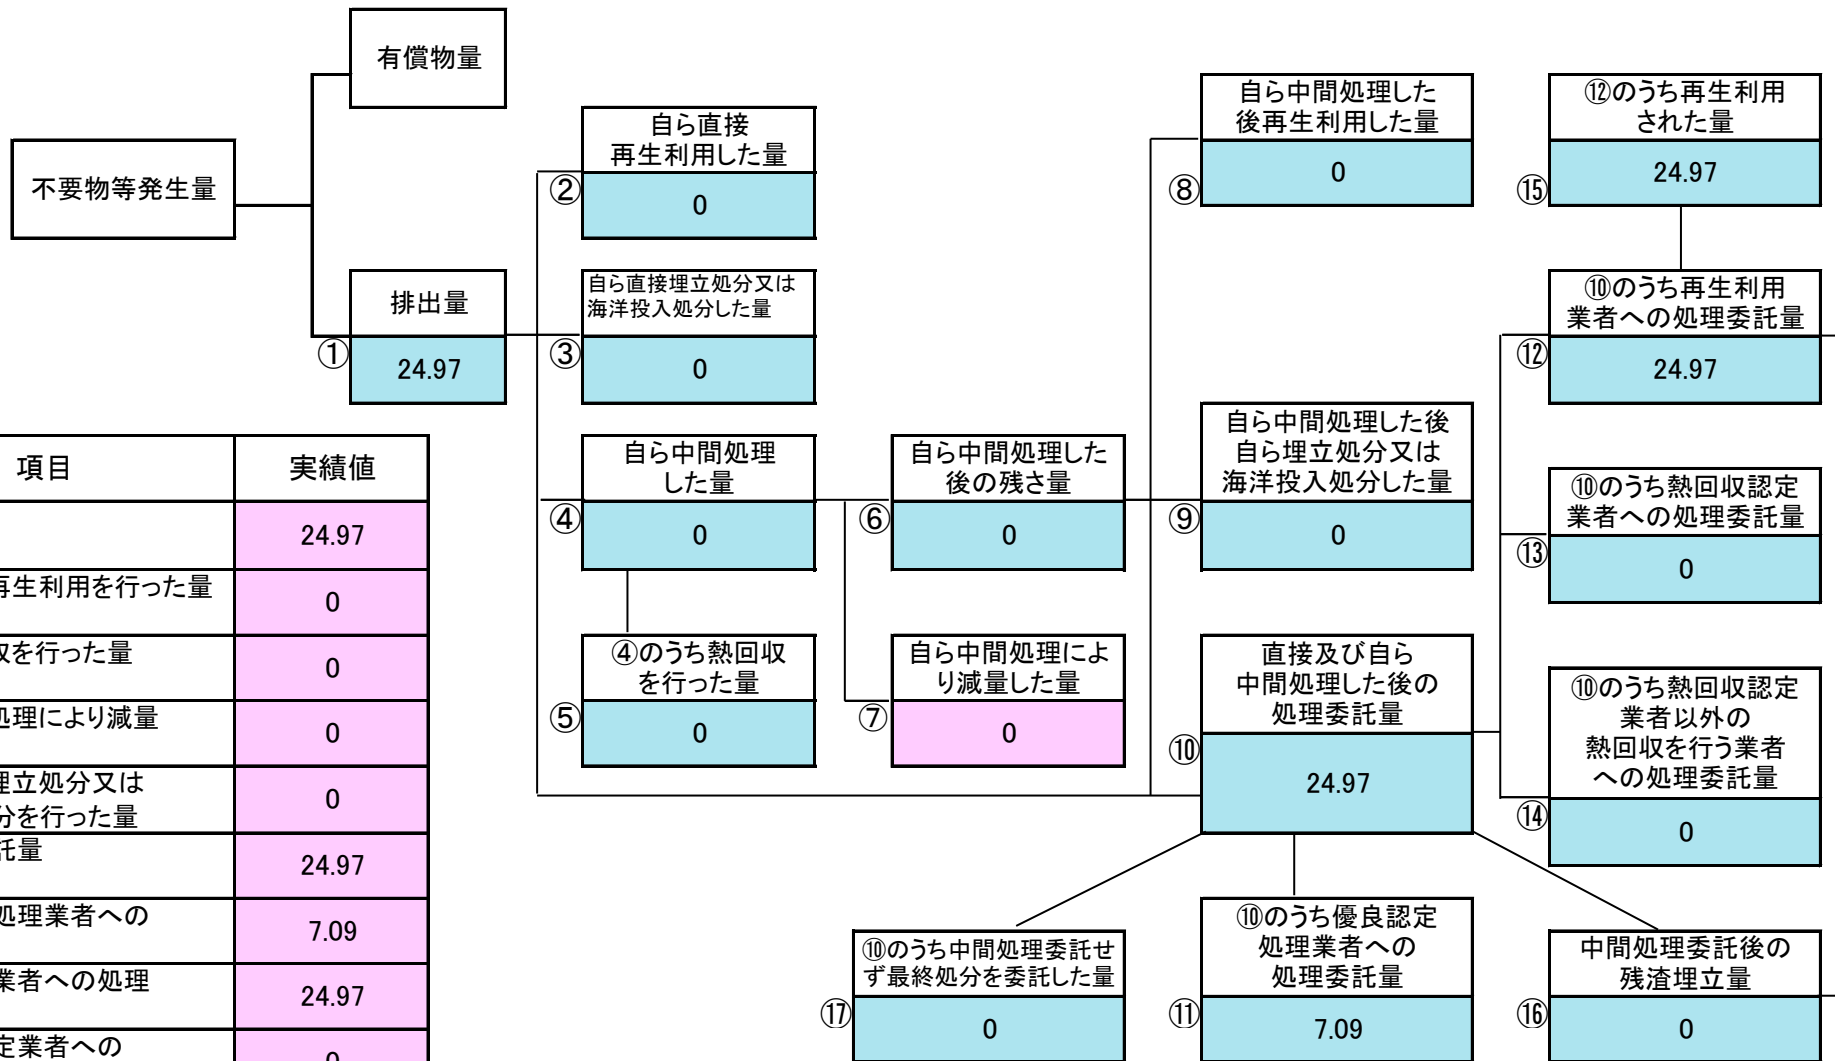 有償物量
不要物等発生量
排出量
①
24.97
自ら直接
再生利用した量
②
0
自ら直接埋立処分又は
海洋投入処分した量
③
0
自ら中間処理
した量
④
0
④のうち熱回収
を行った量
⑤
0
自ら中間処理した
後の残さ量
⑥
0
自ら中間処理によ
り減量した量
⑦
0
自ら中間処理した
後再生利用した量
⑧
0
自ら中間処理した後
自ら埋立処分又は
海洋投入処分した量
⑨
0
直接及び自ら
中間処理した後の
処理委託量
⑩
24.97
⑩のうち優良認定
処理業者への
処理委託量
⑪
7.09
⑫のうち再生利用
された量
⑮
24.97
⑩のうち再生利用
業者への処理委託量
⑫
24.97
⑩のうち熱回収認定
業者への処理委託量
⑬
0
⑩のうち熱回収認定
業者以外の
熱回収を行う業者
への処理委託量
⑭
0
中間処理委託後の
残渣埋立量
⑯
0
⑩のうち中間処理委託せ
ず最終処分を委託した量
⑰
0
項目 実績値
24.97
再生利用を行った量
0
を行った量
0
処理により減量
0
埋立処分又は
分を行った量
0
託量
24.97
処理業者への
7.09
業者への処理
24.97
定業者への
0